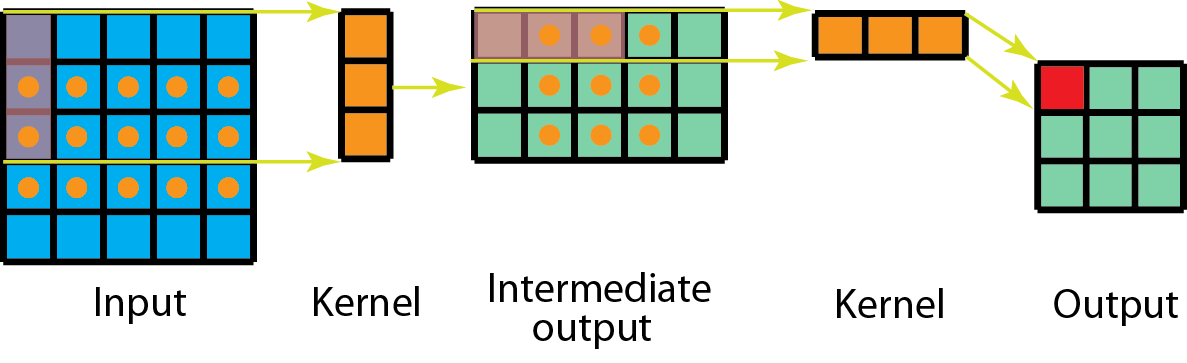 Input
Kernel
Intermediate
output
Kernel
Output